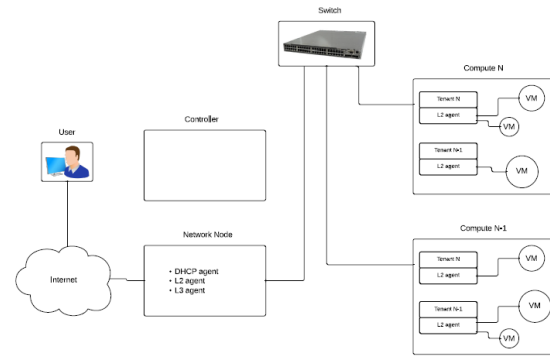 Switch
Compute N
Tenant N
L2 agent
VM
VM
Tenant N+1
L2 agent
VM
User
Controller
Internet
Network Node
• DHCP agent
• L2 agent
• L3 agent
Compute N+1
Tenant N
L2 agent
VM
Tenant N+1
L2 agent
VM
VM